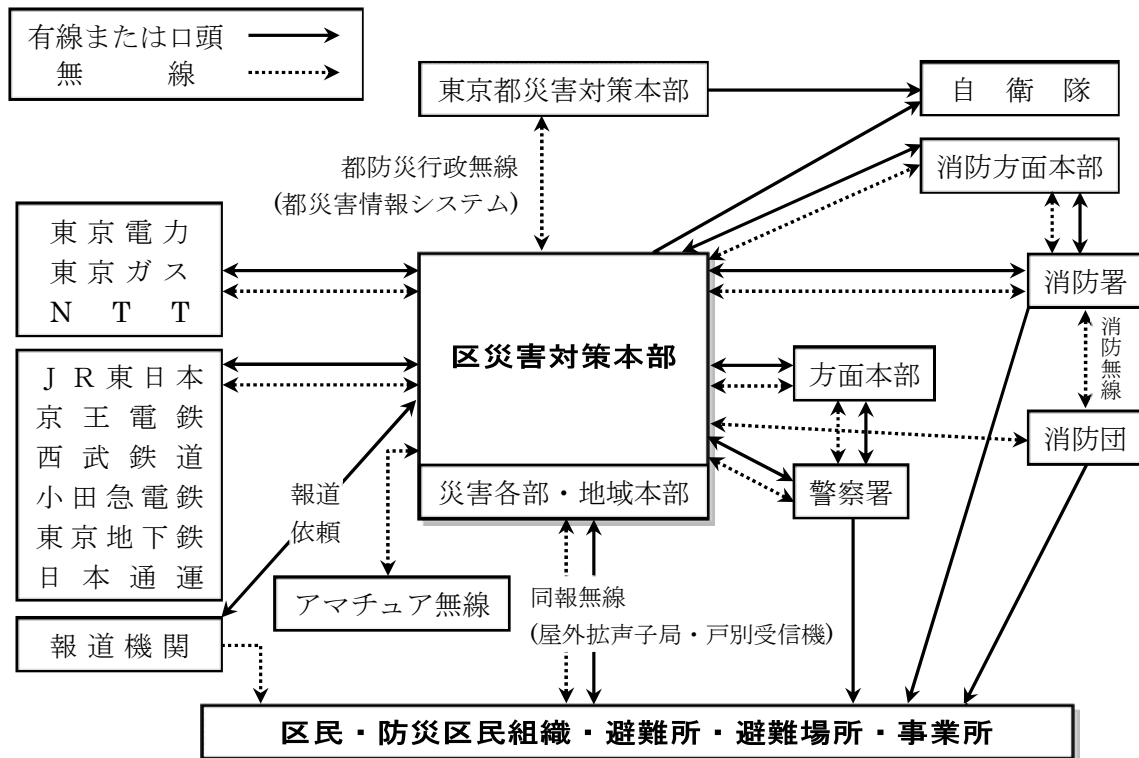 有線または口頭
無線
東京都災害対策本部
自衛隊
都防災行政無線
(都災害情報システム)
消防方面本部
東京電力
東京ガス
NTT
区災害対策本部
消防署
消防無線
JR東日本
京王電鉄
西武鉄道
小田急電鉄
東京地下鉄
日本通運
方面本部
消防団
災害各部・地域本部
警察署
報道
依頼
アマチュア無線
同報無線
(屋外拡声子局・戸別受信機)
報道機関
区民・防災区民組織・避難所・避難場所・事業所